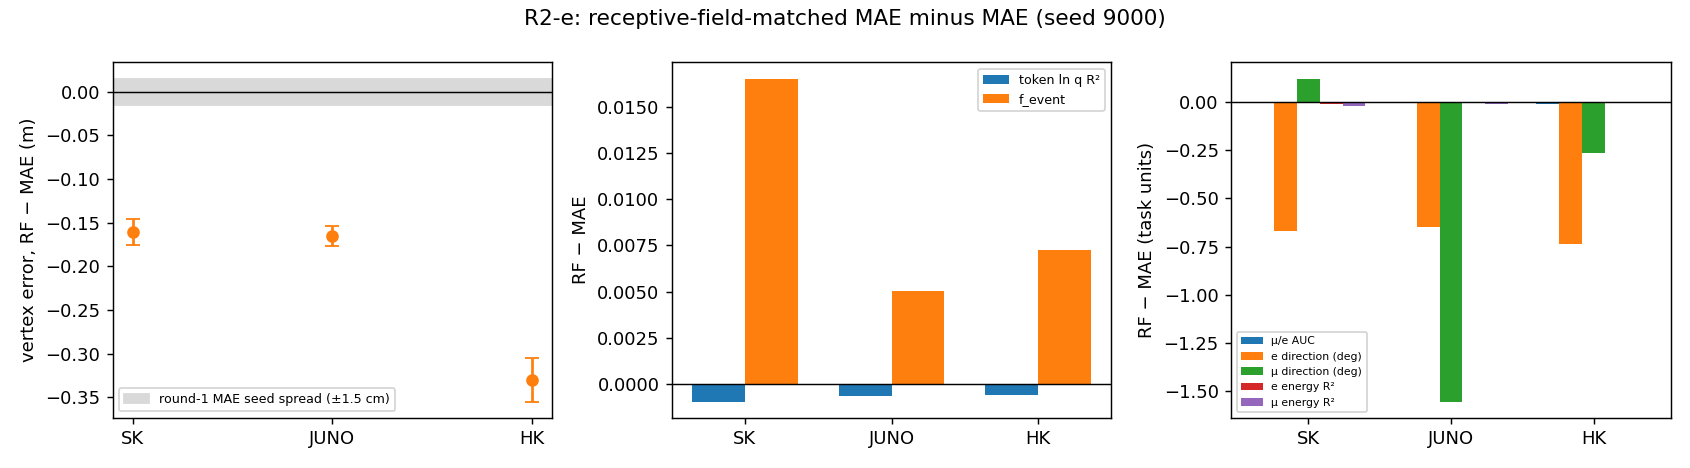 R2-e: receptive-field-matched MAE minus MAE (seed 9000)
vertex error, RF − MAE (m)
0.00
−0.05
−0.10
−0.15
−0.20
−0.25
−0.30
−0.35
round-1 MAE seed spread (±1.5 cm)
SK
JUNO
HK
RF − MAE
0.0150
0.0125
0.0100
0.0075
0.0050
0.0025
0.0000
token ln q R²
f_event
SK
JUNO
HK
RF − MAE (task units)
0.00
−0.25
−0.50
−0.75
−1.00
−1.25
−1.50
μ/e AUC
e direction (deg)
μ direction (deg)
e energy R²
μ energy R²
SK
JUNO
HK